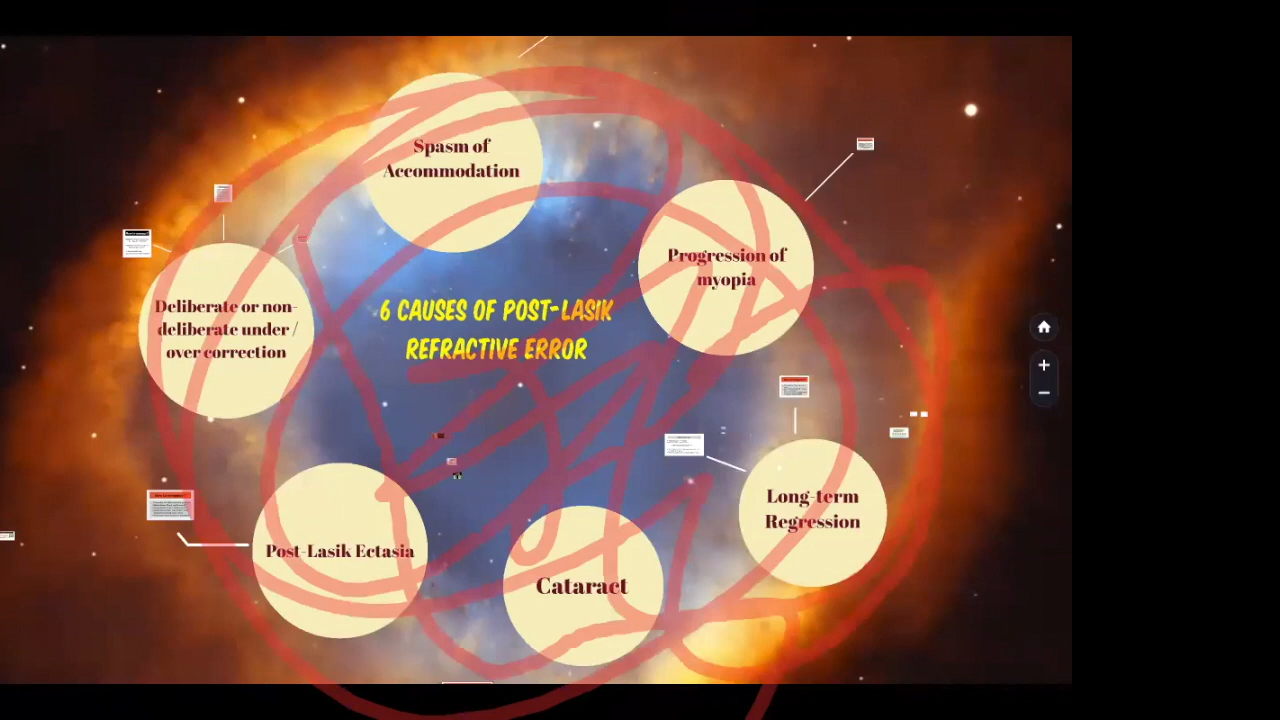 Spasm of
Accommodation
Progression of
myopia
Deliberate or non-
deliberate under /
over correction
6 CAUSES OF POST-LASIK
REFRACTIVE ERROR
Long-term
Regression
Post-Lasik Ectasia
Cataract